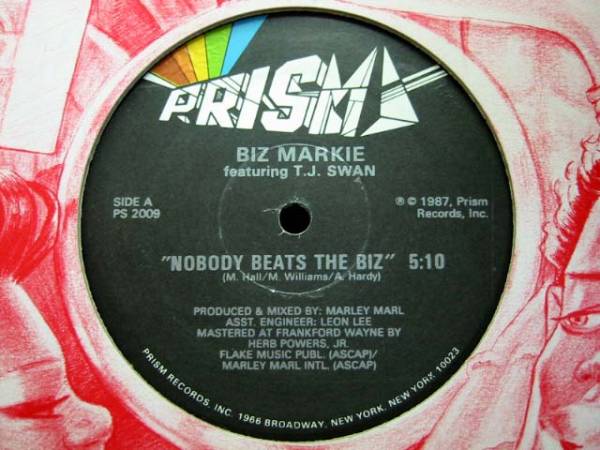 PRISM
BIZ MARKIE
featuring T.J. SWAN
SIDE A
PS 2009
℗ © 1987, Prism
Records, Inc.
"NOBODY BEATS THE BIZ" 5:10
(M. Hall/M. Williams/A. Hardy)
PRODUCED & MIXED BY: MARLEY MARL
ASST. ENGINEER: LEON LEE
MASTERED AT FRANKFORD WAYNE BY
HERB POWERS, JR.
FLAKE MUSIC PUBL. (ASCAP)/
MARLEY MARL INTL. (ASCAP)
PRISM RECORDS, INC. 1966 BROADWAY, NEW YORK, NEW YORK 10023